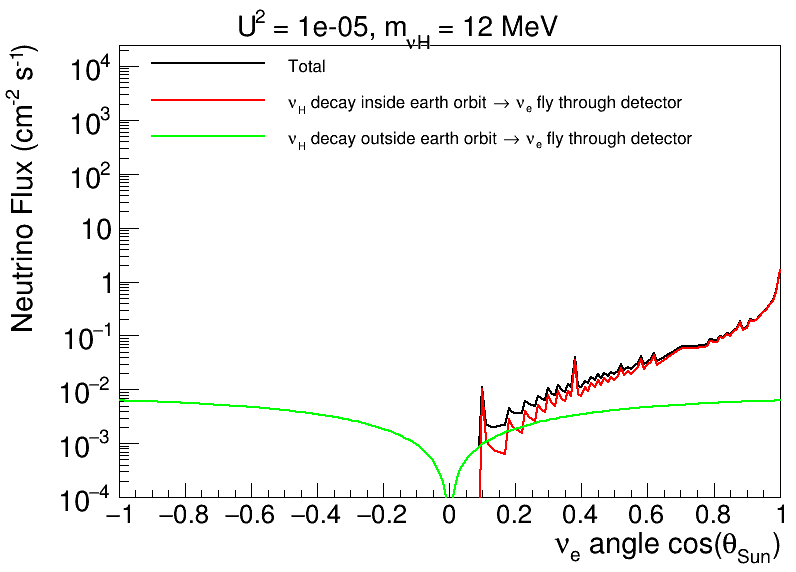 U² = 1e-05, m_νH = 12 MeV
Neutrino Flux (cm⁻² s⁻¹)
Total
ν_H decay inside earth orbit → ν_e fly through detector
ν_H decay outside earth orbit → ν_e fly through detector
10⁴
10³
10²
10
1
10⁻¹
10⁻²
10⁻³
10⁻⁴
−1 −0.8 −0.6 −0.4 −0.2 0 0.2 0.4 0.6 0.8 1
ν_e angle cos(θ_Sun)